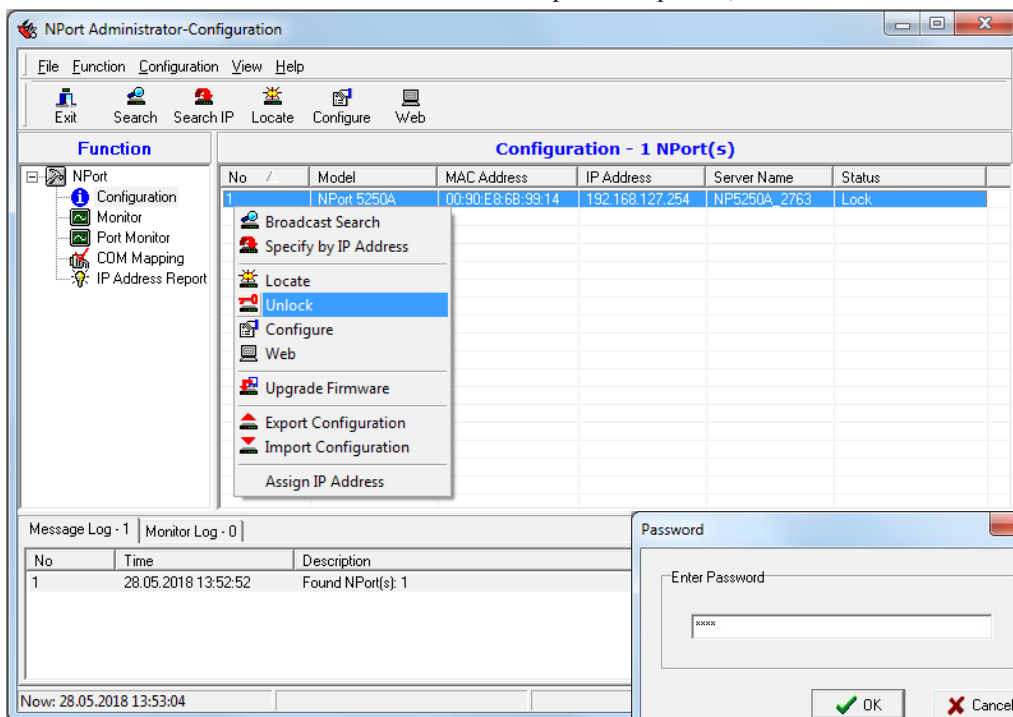 NPort Administrator-Configuration
File Function Configuration View Help
Exit Search Search IP Locate Configure Web
Function
Configuration - 1 NPort(s)
NPort
Configuration
Monitor
Port Monitor
COM Mapping
IP Address Report
No / Model MAC Address IP Address Server Name Status
1 NPort 5250A 00:90:E8:6B:99:14 192.168.127.254 NP5250A_2763 Lock
Broadcast Search
Specify by IP Address
Locate
Unlock
Configure
Web
Upgrade Firmware
Export Configuration
Import Configuration
Assign IP Address
Message Log - 1 Monitor Log - 0
No Time Description
1 28.05.2018 13:52:52 Found NPort(s): 1
Password
Enter Password
xxxx
OK Cancel
Now: 28.05.2018 13:53:04